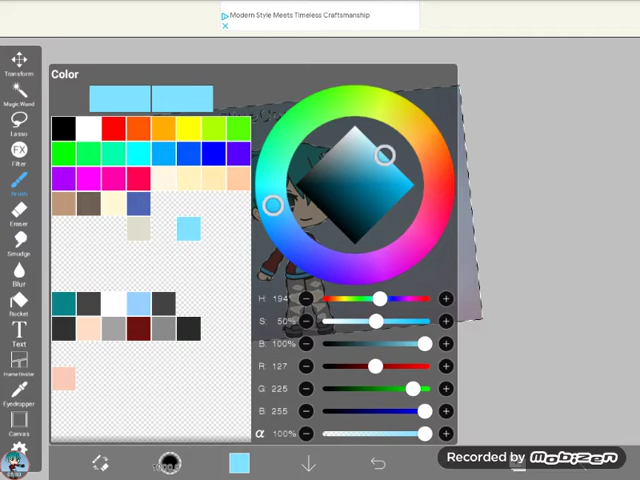 Modern Style Meets Timeless Craftsmanship
Color
Transform
Magic Wand
Lasso
FX
Filter
Brush
Eraser
Smudge
Blur
Bucket
T
Text
Frame Divider
Eyedropper
Canvas
H: 194°
S: 50%
B: 100%
R: 127
G: 225
B: 255
α 100%
Recorded by Mobizen